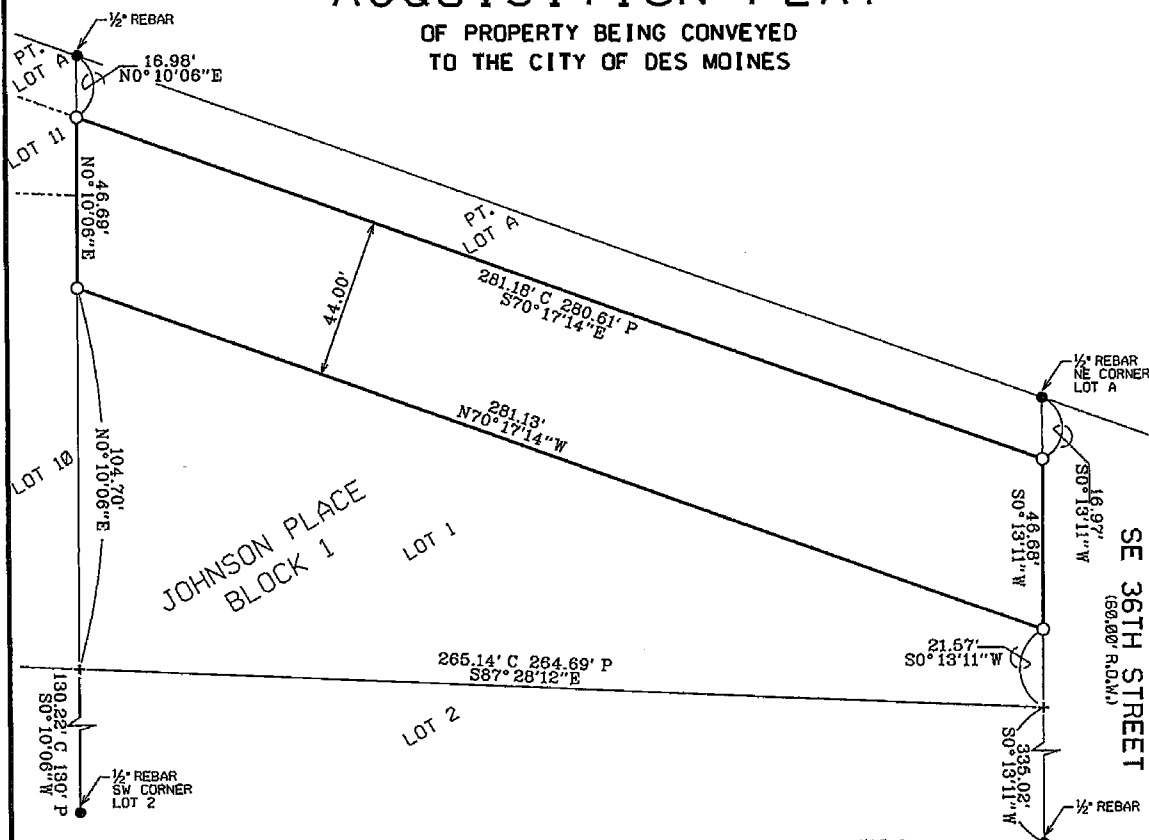 ACQUISITION PLAT
OF PROPERTY BEING CONVEYED
TO THE CITY OF DES MOINES
½" REBAR
PT.
LOT A
16.98'
N0°10'06"E
LOT 11
46.69'
N0°10'06"E
PT.
LOT A
44.00'
281.18' C 280.61' P
S70°17'14"E
½" REBAR
NE CORNER
LOT A
281.13'
N70°17'14"W
16.97'
S0°13'11"W
46.68'
S0°13'11"W
LOT 10
104.70'
N0°10'06"E
JOHNSON PLACE
BLOCK 1
LOT 1
SE 36TH STREET
(60.00' R.O.W.)
21.57'
S0°13'11"W
265.14' C 264.69' P
S87°28'12"E
LOT 2
130.22' C 130' P
S0°10'06"W
½" REBAR
SW CORNER
LOT 2
335.02'
S0°13'11"W
½" REBAR